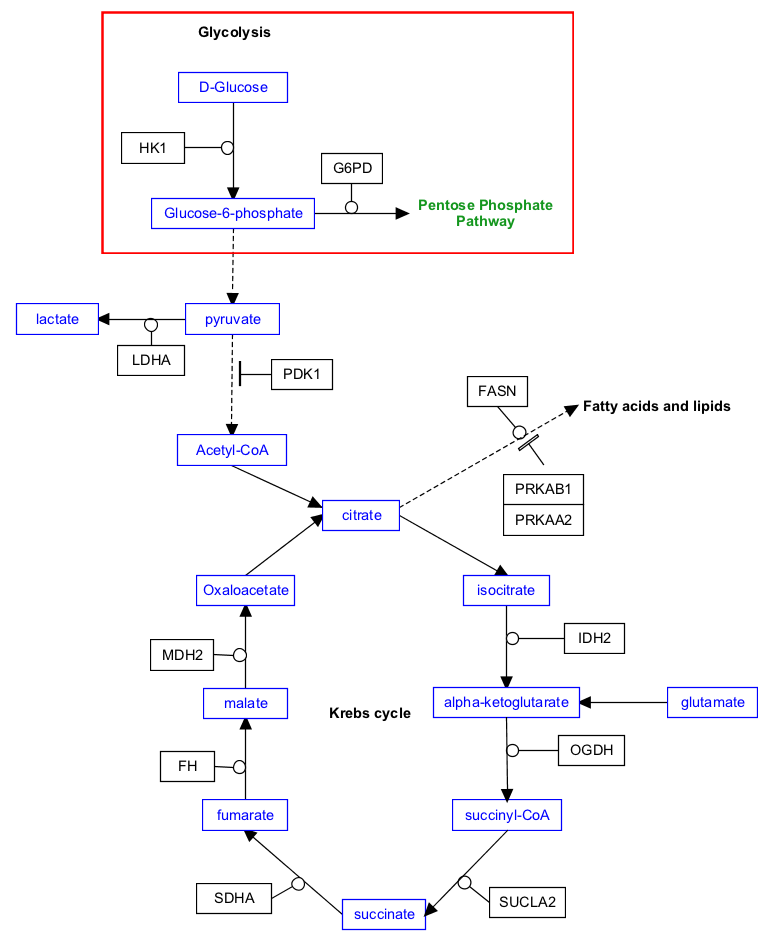 Glycolysis
D-Glucose
HK1
G6PD
Glucose-6-phosphate
Pentose Phosphate
Pathway
lactate
pyruvate
LDHA
PDK1
FASN
Fatty acids and lipids
Acetyl-CoA
PRKAB1
PRKAA2
citrate
Oxaloacetate
isocitrate
MDH2
IDH2
malate
Krebs cycle
alpha-ketoglutarate
glutamate
FH
OGDH
fumarate
succinyl-CoA
SDHA
SUCLA2
succinate